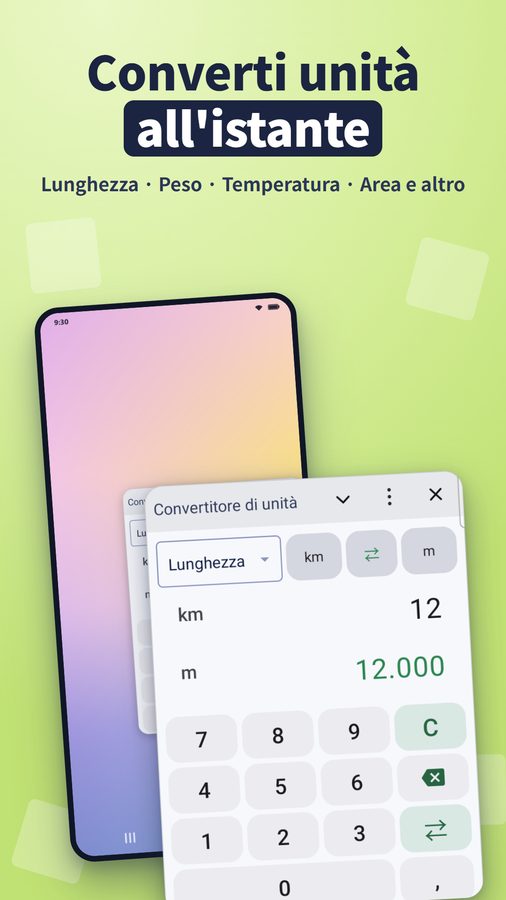 Converti unità
all'istante
Lunghezza · Peso · Temperatura · Area e altro
9:30
Convertitore di unità
Lunghezza km m
km 12
m 12.000
7 8 9 C
4 5 6
1 2 3
0 ,